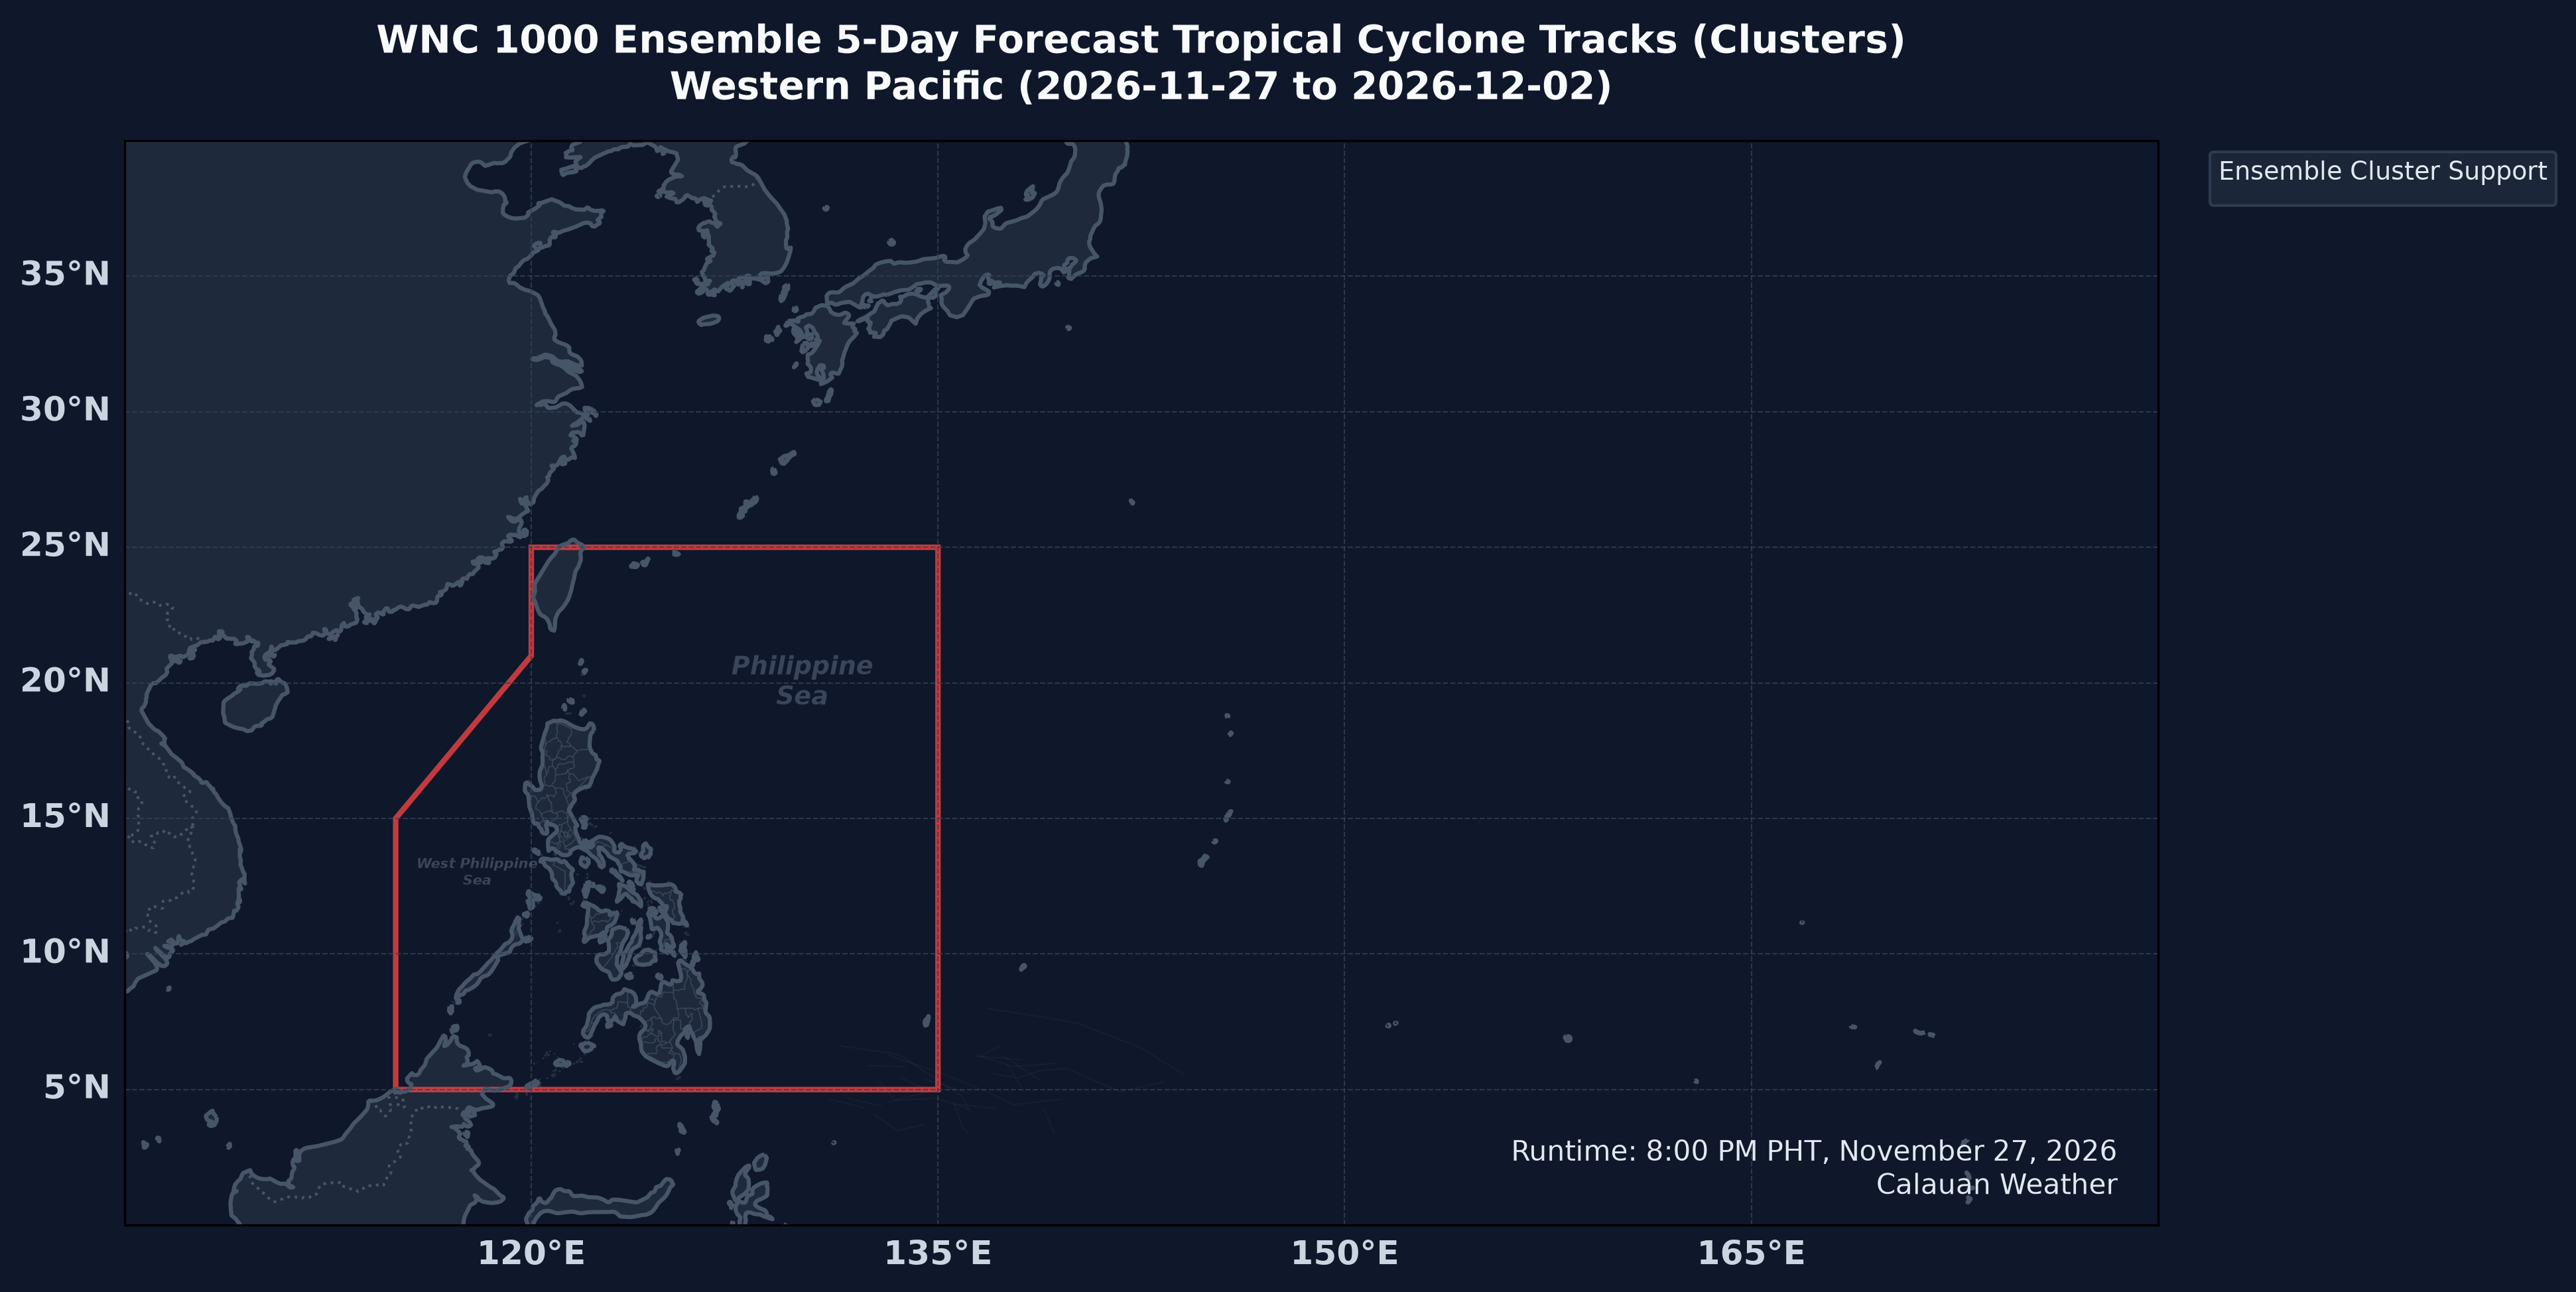 WNC 1000 Ensemble 5-Day Forecast Tropical Cyclone Tracks (Clusters)
Western Pacific (2026-11-27 to 2026-12-02)
Ensemble Cluster Support
35°N
30°N
25°N
20°N
15°N
10°N
5°N
Philippine
Sea
West Philippine
Sea
Runtime: 8:00 PM PHT, November 27, 2026
Calauan Weather
120°E
135°E
150°E
165°E